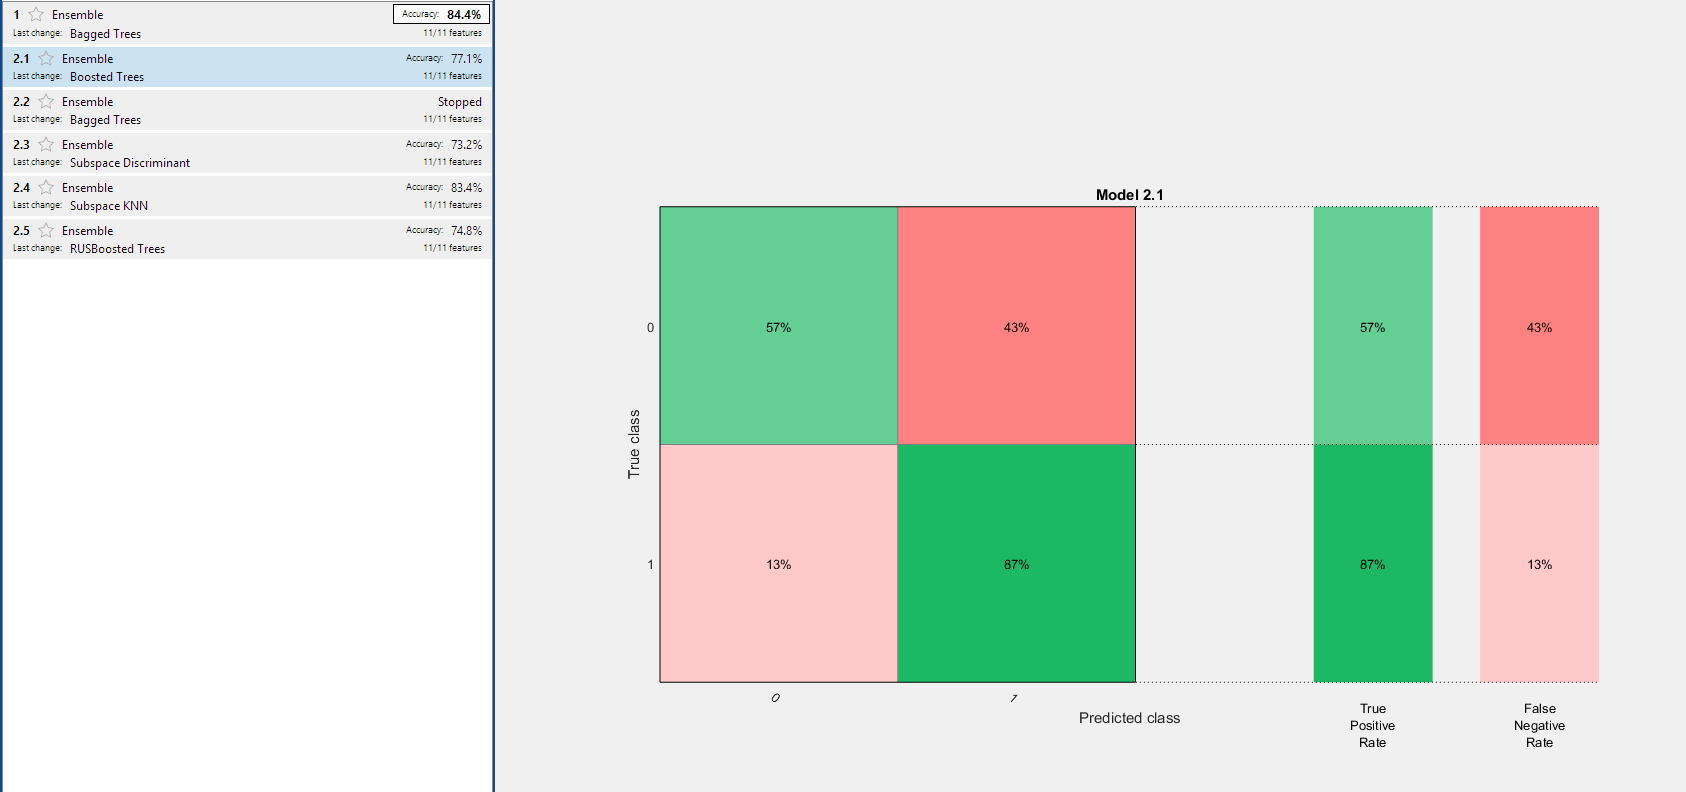 1 Ensemble Accuracy: 84.4%
Last change: Bagged Trees 11/11 features
2.1 Ensemble Accuracy: 77.1%
Last change: Boosted Trees 11/11 features
2.2 Ensemble Stopped
Last change: Bagged Trees 11/11 features
2.3 Ensemble Accuracy: 73.2%
Last change: Subspace Discriminant 11/11 features
2.4 Ensemble Accuracy: 83.4%
Last change: Subspace KNN 11/11 features
2.5 Ensemble Accuracy: 74.8%
Last change: RUSBoosted Trees 11/11 features
Model 2.1
0 57% 43% 57% 43%
True class
1 13% 87% 87% 13%
0 1
Predicted class
True
Positive
Rate
False
Negative
Rate